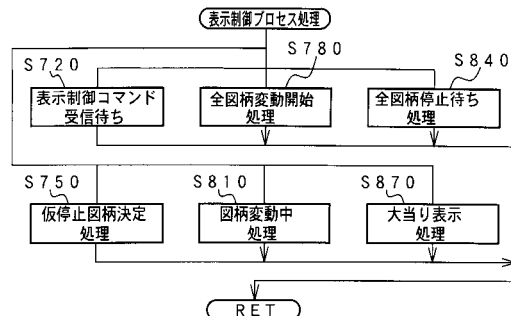 表示制御プロセス処理
S720
S780
S840
表示制御コマンド
受信待ち
全図柄変動開始
処理
全図柄停止待ち
処理
S750
S810
S870
仮停止図柄決定
処理
図柄変動中
処理
大当り表示
処理
RET